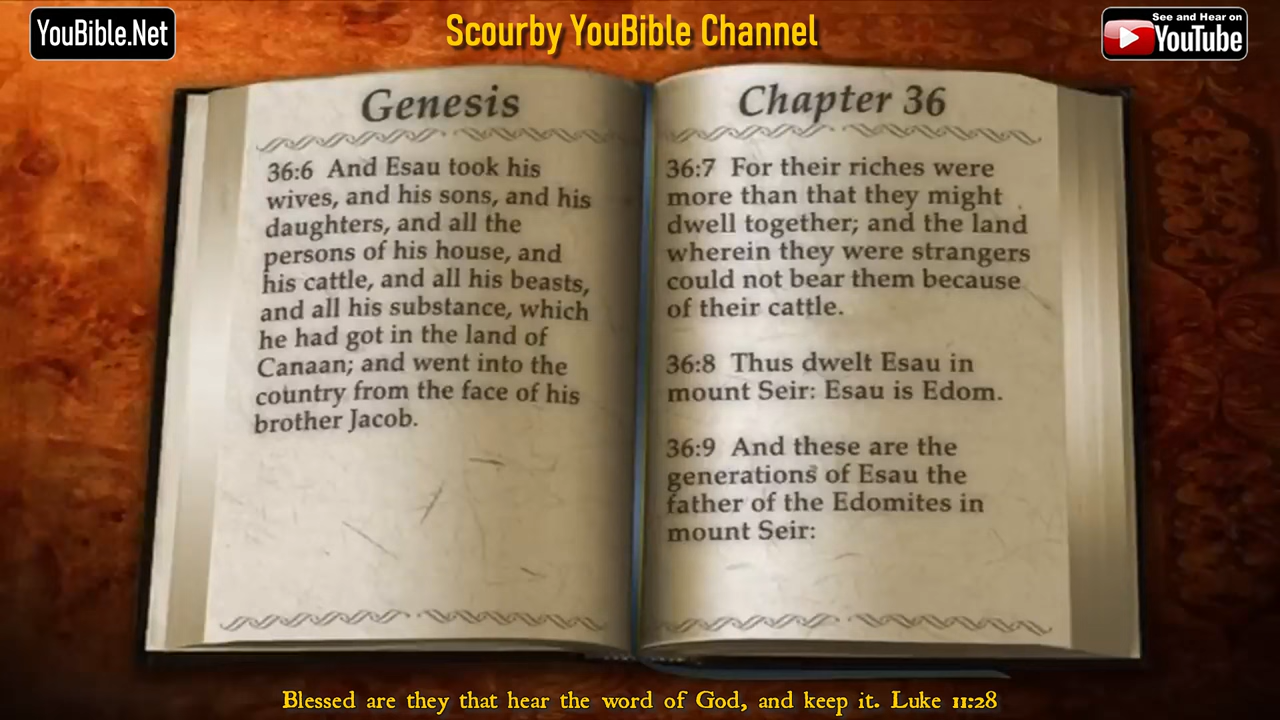 YouBible.Net
Scourby YouBible Channel
See and Hear on
YouTube
Genesis
36:6 And Esau took his
wives, and his sons, and his
daughters, and all the
persons of his house, and
his cattle, and all his beasts,
and all his substance, which
he had got in the land of
Canaan; and went into the
country from the face of his
brother Jacob.
Chapter 36
36:7 For their riches were
more than that they might
dwell together; and the land
wherein they were strangers
could not bear them because
of their cattle.
36:8 Thus dwelt Esau in
mount Seir: Esau is Edom.
36:9 And these are the
generations of Esau the
father of the Edomites in
mount Seir:
Blessed are they that hear the word of God, and keep it. Luke 11:28